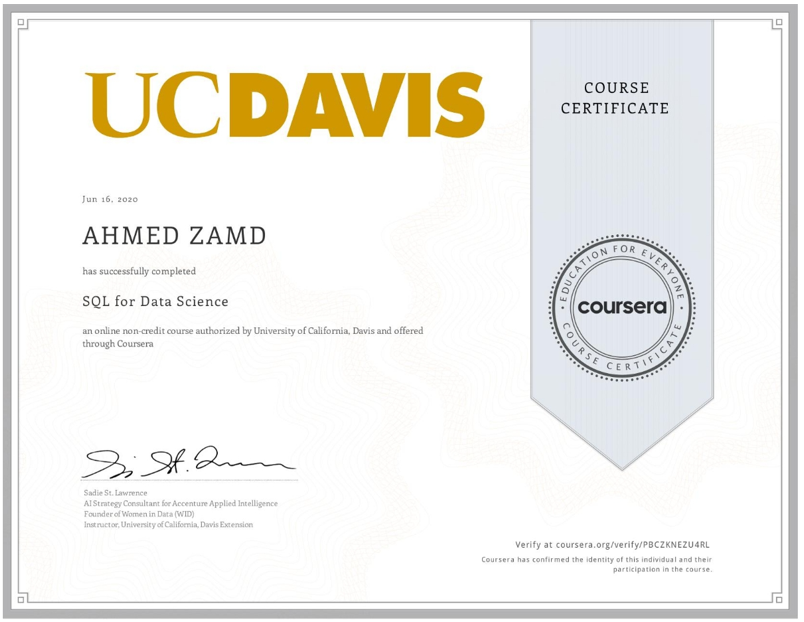 UCDAVIS
COURSE
CERTIFICATE
Jun 16, 2020
AHMED ZAMD
has successfully completed
SQL for Data Science
an online non-credit course authorized by University of California, Davis and offered
through Coursera
EDUCATION FOR EVERYONE
coursera
COURSE CERTIFICATE
Sadie St. Lawrence
AI Strategy Consultant for Accenture Applied Intelligence
Founder of Women in Data (WID)
Instructor, University of California, Davis Extension
Verify at coursera.org/verify/PBCZKNEZU4RL
Coursera has confirmed the identity of this individual and their
participation in the course.